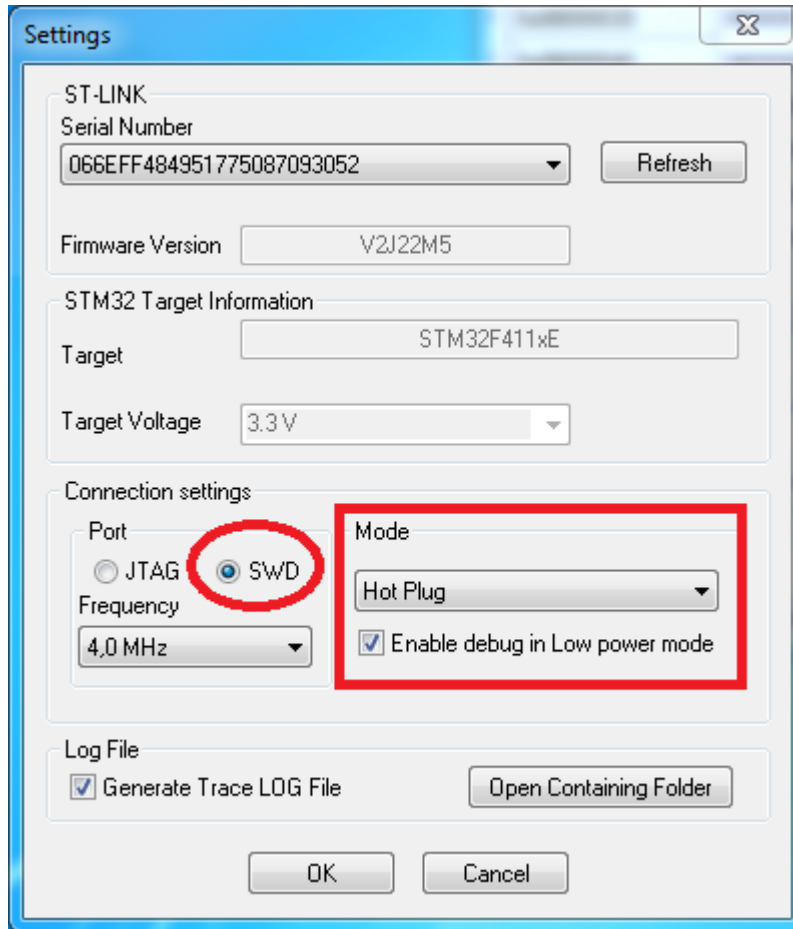 Settings
ST-LINK
Serial Number
066EFF484951775087093052
Refresh
Firmware Version
V2J22M5
STM32 Target Information
Target
STM32F411xE
Target Voltage
3.3 V
Connection settings
Port
JTAG
SWD
Frequency
4,0 MHz
Mode
Hot Plug
Enable debug in Low power mode
Log File
Generate Trace LOG File
Open Containing Folder
OK
Cancel